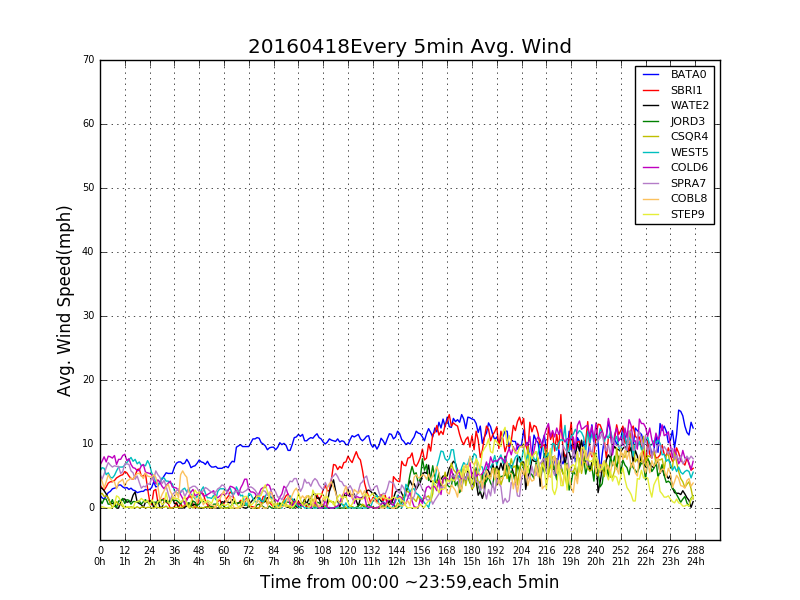 20160418Every 5min Avg. Wind
70
60
50
40
30
20
10
0
Avg. Wind Speed(mph)
BATA0
SBRI1
WATE2
JORD3
CSQR4
WEST5
COLD6
SPRA7
COBL8
STEP9
0 12 24 36 48 60 72 84 96 108 120 132 144 156 168 180 192 204 216 228 240 252 264 276 288
0h 1h 2h 3h 4h 5h 6h 7h 8h 9h 10h 11h 12h 13h 14h 15h 16h 17h 18h 19h 20h 21h 22h 23h 24h
Time from 00:00 ~23:59,each 5min